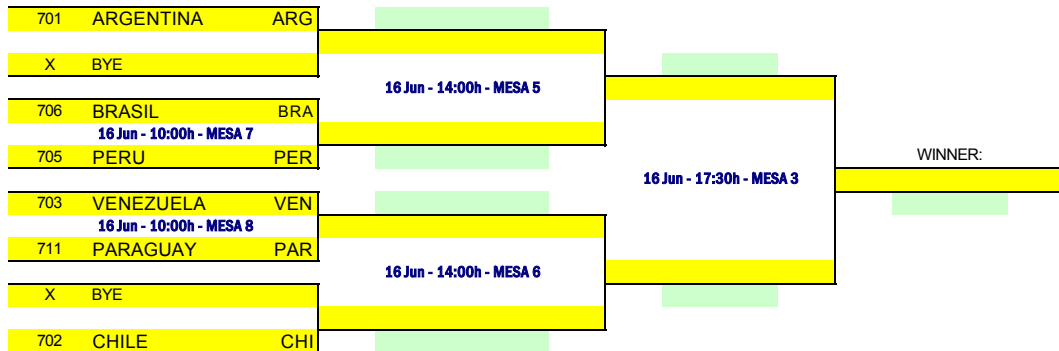 701 ARGENTINA ARG
X BYE
16 Jun - 14:00h - MESA 5
706 BRASIL BRA
16 Jun - 10:00h - MESA 7
705 PERU PER
WINNER:
16 Jun - 17:30h - MESA 3
703 VENEZUELA VEN
16 Jun - 10:00h - MESA 8
711 PARAGUAY PAR
16 Jun - 14:00h - MESA 6
X BYE
702 CHILE CHI